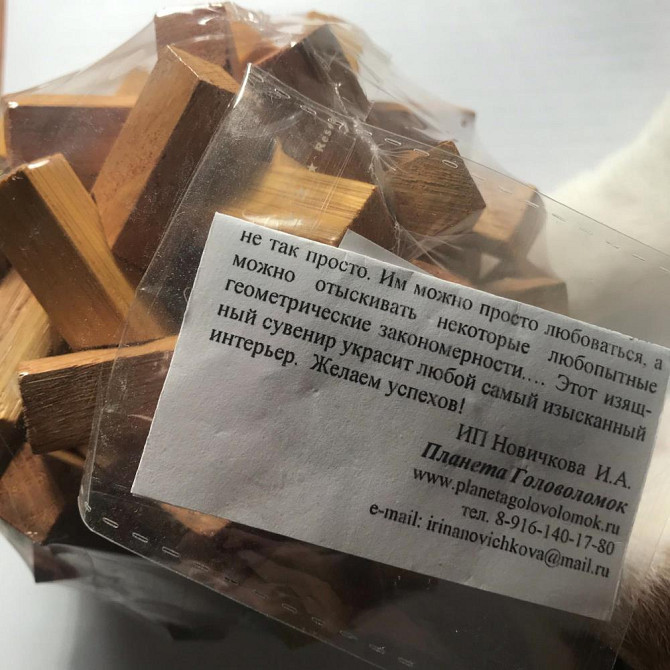 Rese
не так просто. Им можно просто любоваться, а
можно отыскивать некоторые любопытные
геометрические закономерности.... Этот изящ-
ный сувенир украсит любой самый изысканный
интерьер. Желаем успехов!
ИП Новичкова И.А.
Планета Головоломок
www.planetagolovolomok.ru
тел. 8-916-140-17-80
e-mail: irinanovichkova@mail.ru